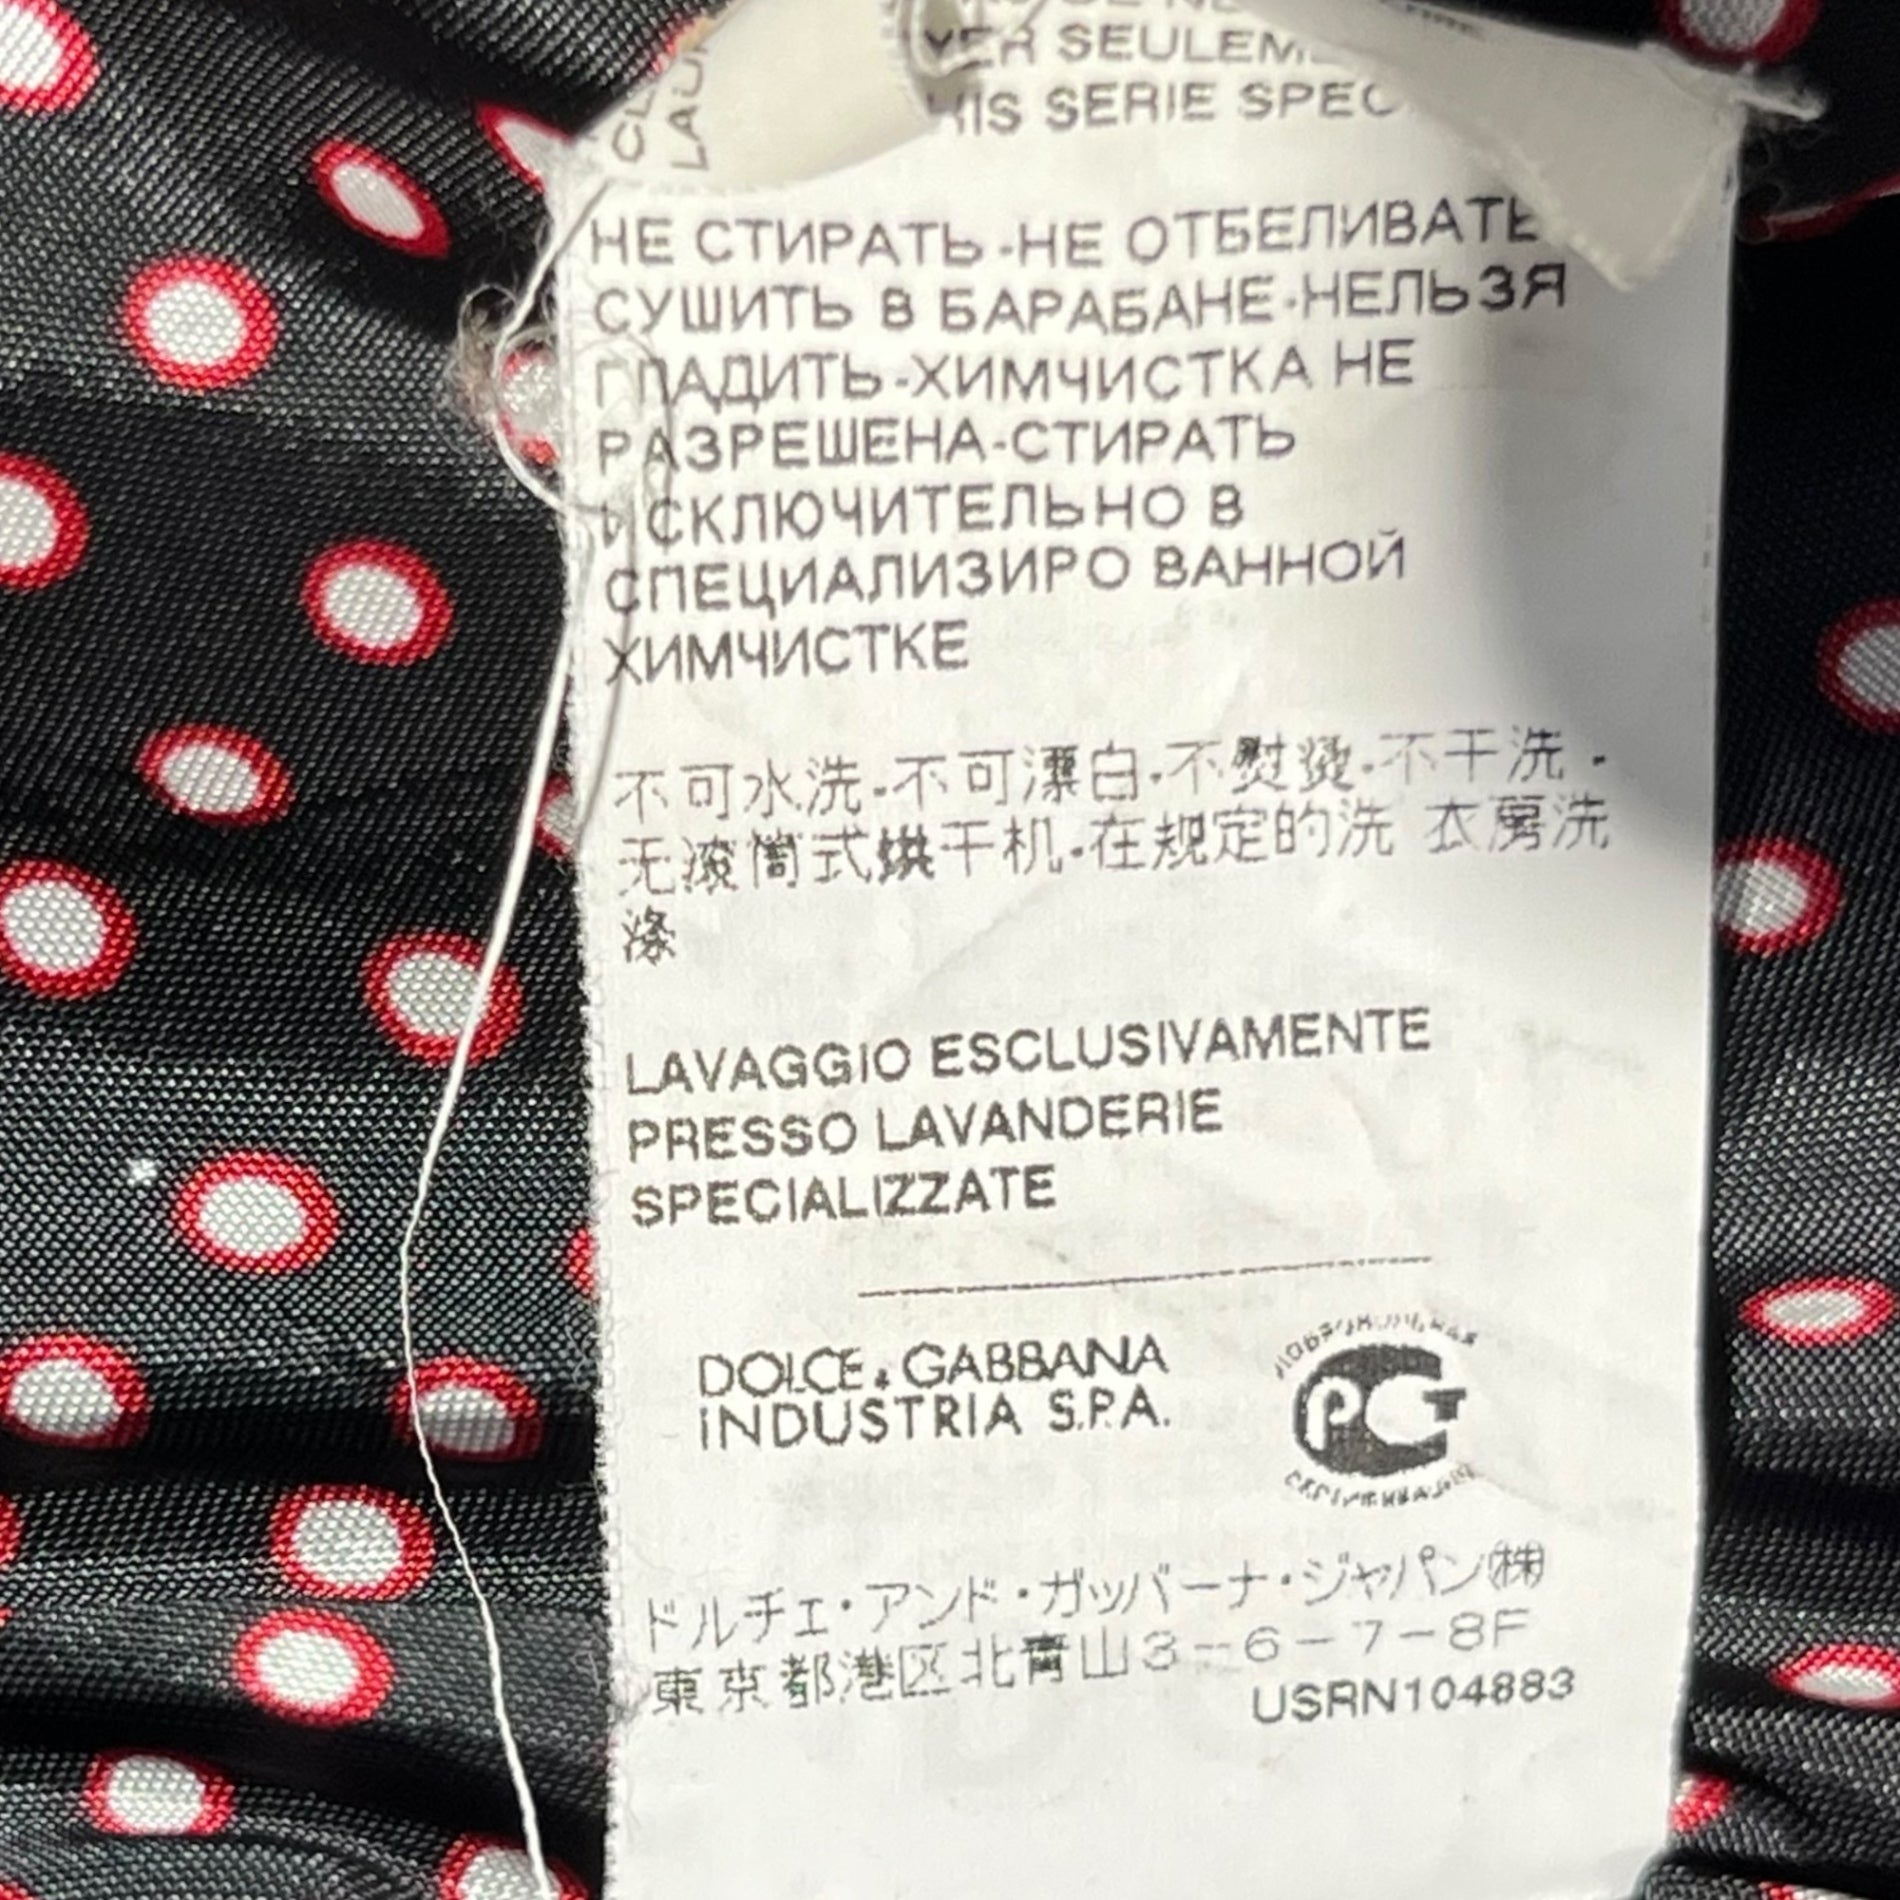 SEULEM
SERIE SPEC
НЕ СТИРАТЬ-НЕ ОТБЕЛИВАТЬ
СУШИТЬ В БАРАБАНЕ-НЕЛЬЗЯ
ГЛАДИТЬ-ХИМЧИСТКА НЕ
РАЗРЕШЕНА-СТИРАТЬ
ИСКЛЮЧИТЕЛЬНО В
СПЕЦИАЛИЗИРО ВАННОЙ
ХИМЧИСТКЕ
不可水洗.不可漂白.不熨烫.不干洗.
无滚筒式烘干机.在规定的洗 衣房洗
涤
LAVAGGIO ESCLUSIVAMENTE
PRESSO LAVANDERIE
SPECIALIZZATE
DOLCE & GABBANA
INDUSTRIA S.P.A.
ДОБРОВОЛЬНАЯ
РСТ
СЕРТИФИКАЦИЯ
ドルチェ・アンド・ガッバーナ・ジャパン㈱
東京都港区北青山3-6-7-8F
USRN104883